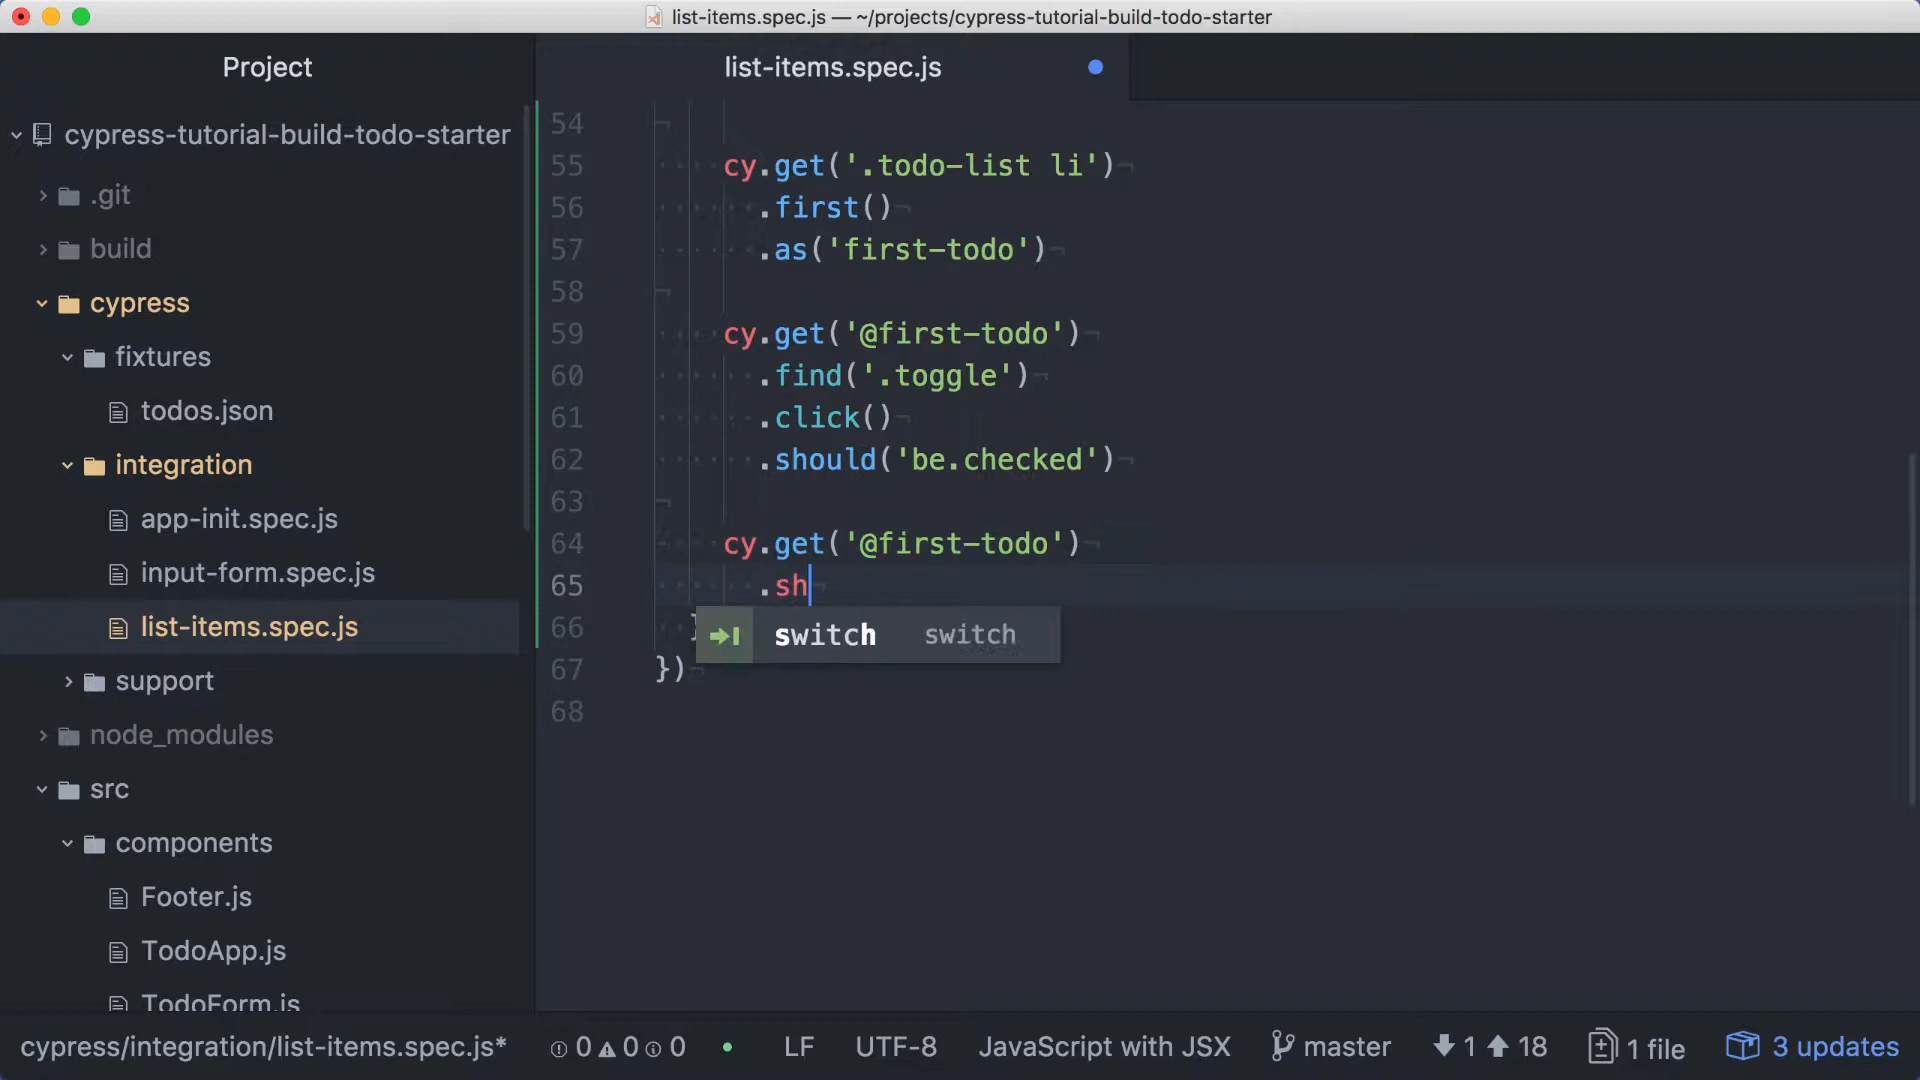 list-items.spec.js — ~/projects/cypress-tutorial-build-todo-starter
Project
list-items.spec.js
cypress-tutorial-build-todo-starter
.git
build
cypress
fixtures
todos.json
integration
app-init.spec.js
input-form.spec.js
list-items.spec.js
support
node_modules
src
components
Footer.js
TodoApp.js
TodoForm.js
54
55 cy.get('.todo-list li')
56 .first()
57 .as('first-todo')
58
59 cy.get('@first-todo')
60 .find('.toggle')
61 .click()
62 .should('be.checked')
63
64 cy.get('@first-todo')
65 .sh
66 }
switch switch
67 })
68
cypress/integration/list-items.spec.js* 0 0 0 LF UTF-8 JavaScript with JSX master 1 18 1 file 3 updates